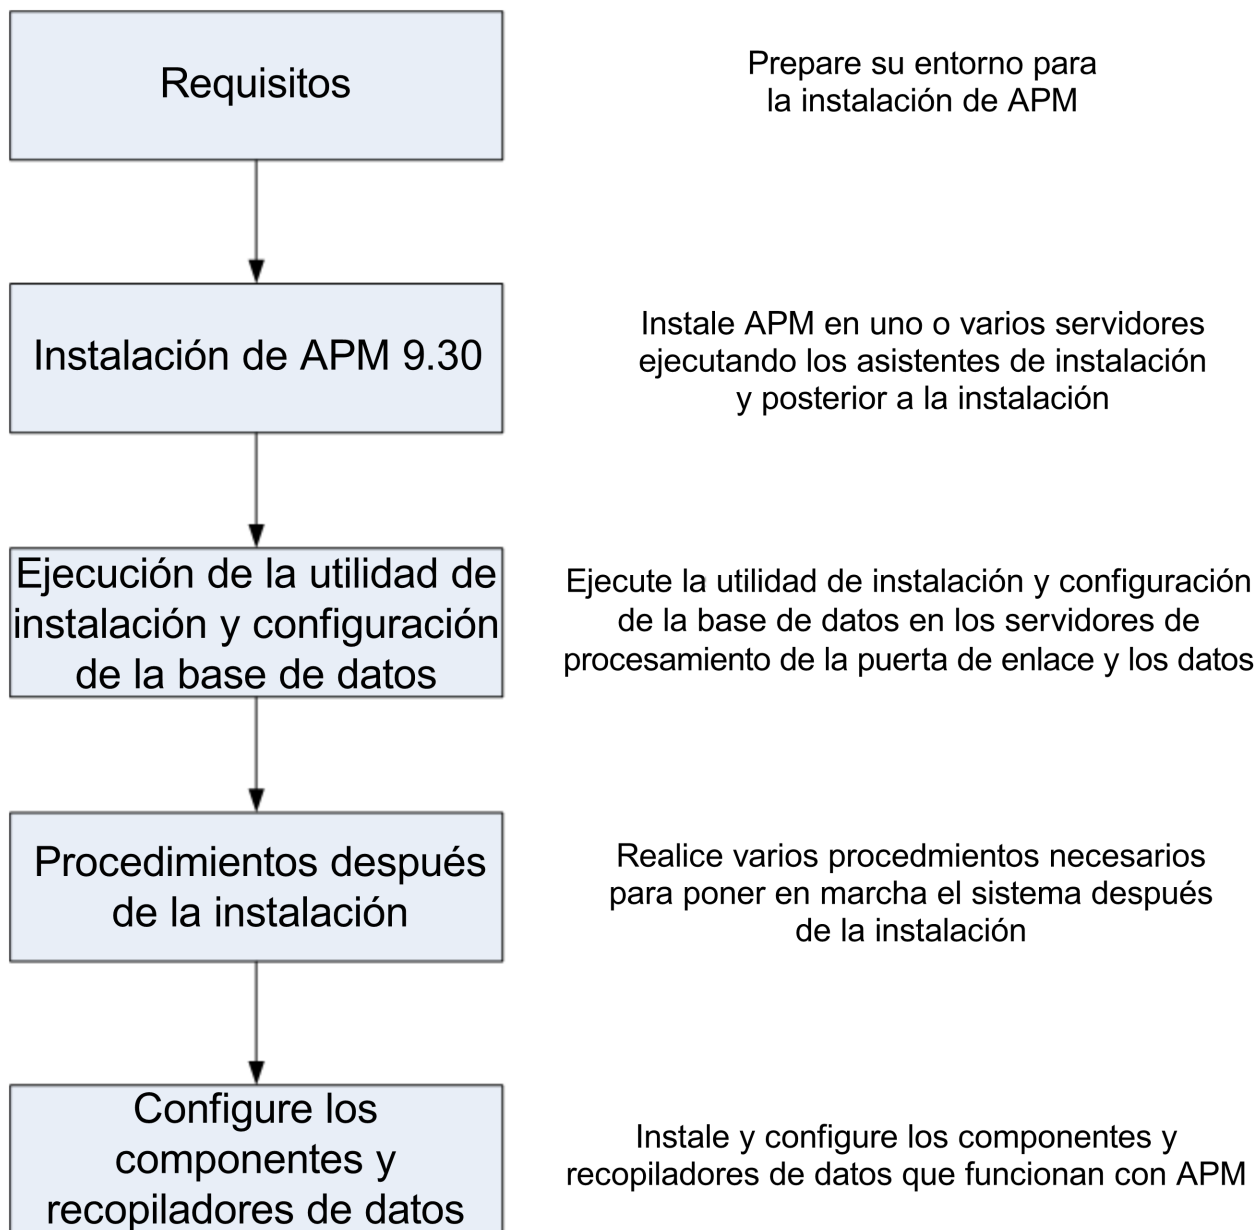 Requisitos
Prepare su entorno para
la instalación de APM
Instalación de APM 9.30
Instale APM en uno o varios servidores
ejecutando los asistentes de instalación
y posterior a la instalación
Ejecución de la utilidad de
instalación y configuración
de la base de datos
Ejecute la utilidad de instalación y configuración
de la base de datos en los servidores de
procesamiento de la puerta de enlace y los datos
Procedimientos después
de la instalación
Realice varios procedmientos necesarios
para poner en marcha el sistema después
de la instalación
Configure los
componentes y
recopiladores de datos
Instale y configure los componentes y
recopiladores de datos que funcionan con APM